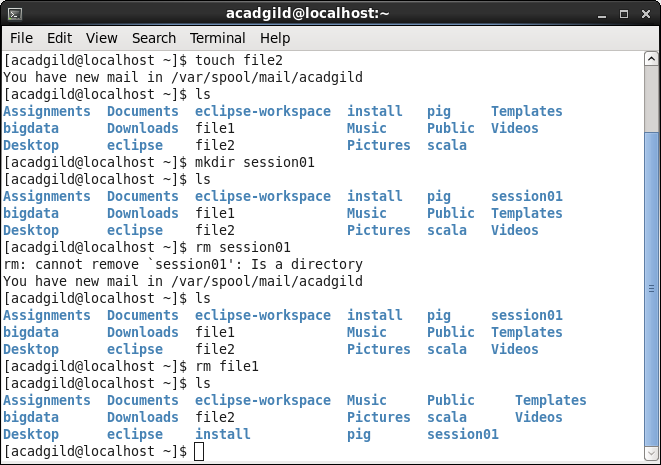 acadgild@localhost:~
File Edit View Search Terminal Help
[acadgild@localhost ~]$ touch file2
You have new mail in /var/spool/mail/acadgild
[acadgild@localhost ~]$ ls
Assignments Documents eclipse-workspace install pig Templates
bigdata Downloads file1 Music Public Videos
Desktop eclipse file2 Pictures scala
[acadgild@localhost ~]$ mkdir session01
[acadgild@localhost ~]$ ls
Assignments Documents eclipse-workspace install pig session01
bigdata Downloads file1 Music Public Templates
Desktop eclipse file2 Pictures scala Videos
[acadgild@localhost ~]$ rm session01
rm: cannot remove `session01': Is a directory
You have new mail in /var/spool/mail/acadgild
[acadgild@localhost ~]$ ls
Assignments Documents eclipse-workspace install pig session01
bigdata Downloads file1 Music Public Templates
Desktop eclipse file2 Pictures scala Videos
[acadgild@localhost ~]$ rm file1
[acadgild@localhost ~]$ ls
Assignments Documents eclipse-workspace Music Public Templates
bigdata Downloads file2 Pictures scala Videos
Desktop eclipse install pig session01
[acadgild@localhost ~]$